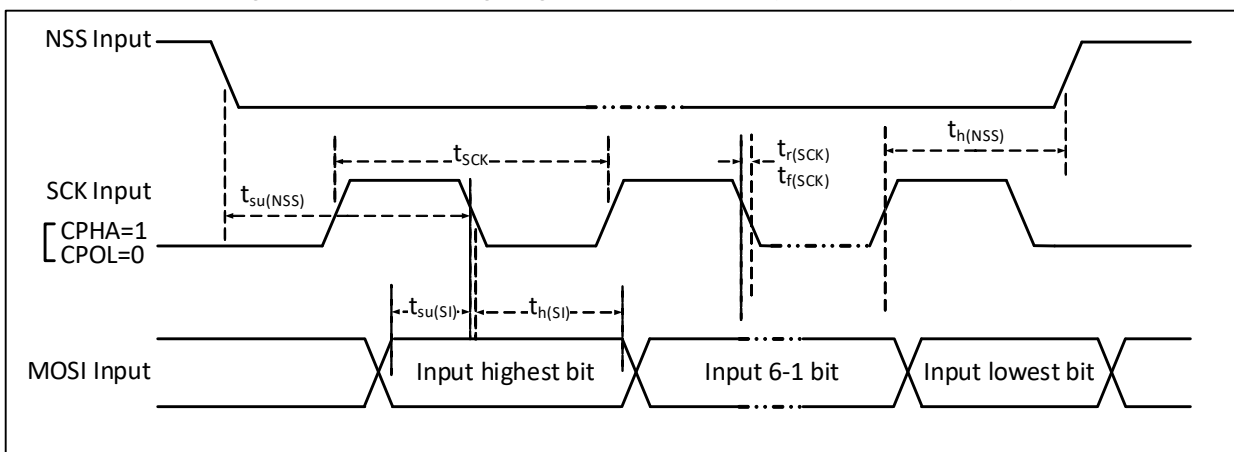 NSS Input
th(NSS)
tSCK
tr(SCK)
tf(SCK)
SCK Input
tsu(NSS)
CPHA=1
CPOL=0
tsu(SI)
th(SI)
MOSI Input
Input highest bit
Input 6-1 bit
Input lowest bit